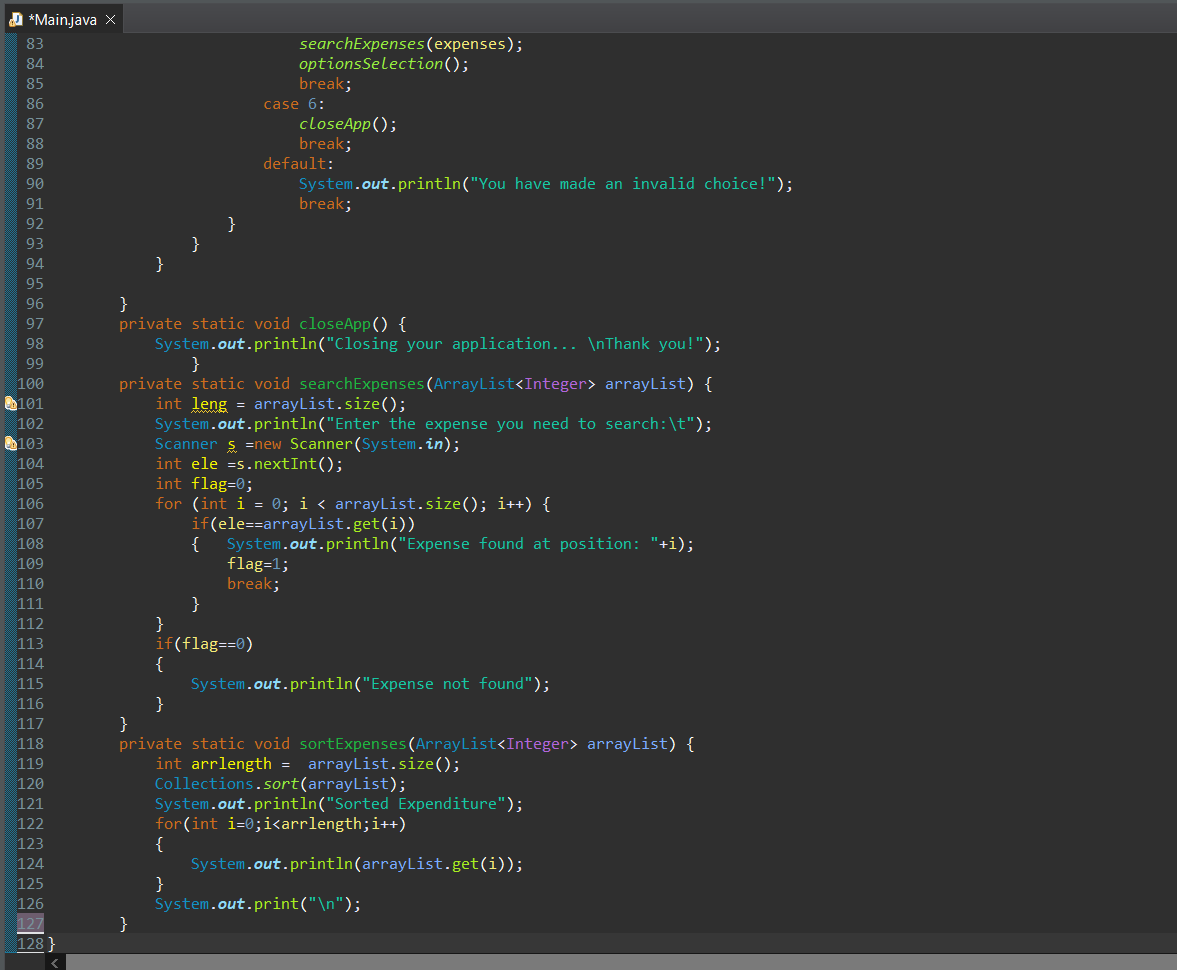 *Main.java
83 searchExpenses(expenses);
84 optionsSelection();
85 break;
86 case 6:
87 closeApp();
88 break;
89 default:
90 System.out.println("You have made an invalid choice!");
91 break;
92 }
93 }
94 }
95
96 }
97 private static void closeApp() {
98 System.out.println("Closing your application... \nThank you!");
99 }
100 private static void searchExpenses(ArrayList<Integer> arrayList) {
101 int leng = arrayList.size();
102 System.out.println("Enter the expense you need to search:\t");
103 Scanner s =new Scanner(System.in);
104 int ele =s.nextInt();
105 int flag=0;
106 for (int i = 0; i < arrayList.size(); i++) {
107 if(ele==arrayList.get(i))
108 { System.out.println("Expense found at position: "+i);
109 flag=1;
110 break;
111 }
112 }
113 if(flag==0)
114 {
115 System.out.println("Expense not found");
116 }
117 }
118 private static void sortExpenses(ArrayList<Integer> arrayList) {
119 int arrlength =  arrayList.size();
120 Collections.sort(arrayList);
121 System.out.println("Sorted Expenditure");
122 for(int i=0;i<arrlength;i++)
123 {
124 System.out.println(arrayList.get(i));
125 }
126 System.out.print("\n");
127 }
128 }